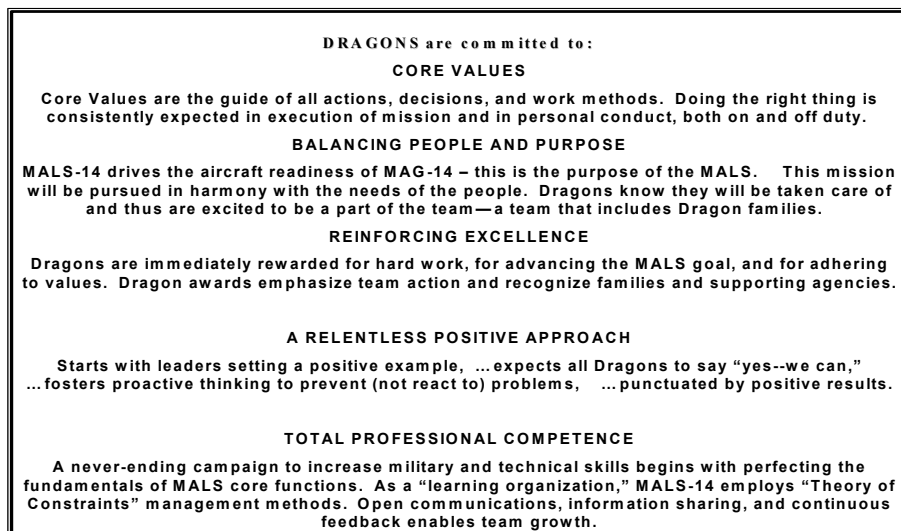 DRAGONS are committed to:
CORE VALUES
Core Values are the guide of all actions, decisions, and work methods. Doing the right thing is
consistently expected in execution of mission and in personal conduct, both on and off duty.
BALANCING PEOPLE AND PURPOSE
MALS-14 drives the aircraft readiness of MAG-14 – this is the purpose of the MALS. This mission
will be pursued in harmony with the needs of the people. Dragons know they will be taken care of
and thus are excited to be a part of the team—a team that includes Dragon families.
REINFORCING EXCELLENCE
Dragons are immediately rewarded for hard work, for advancing the MALS goal, and for adhering
to values. Dragon awards emphasize team action and recognize families and supporting agencies.
A RELENTLESS POSITIVE APPROACH
Starts with leaders setting a positive example, …expects all Dragons to say “yes--we can,”
…fosters proactive thinking to prevent (not react to) problems, …punctuated by positive results.
TOTAL PROFESSIONAL COMPETENCE
A never-ending campaign to increase military and technical skills begins with perfecting the
fundamentals of MALS core functions. As a “learning organization,” MALS-14 employs “Theory of
Constraints” management methods. Open communications, information sharing, and continuous
feedback enables team growth.